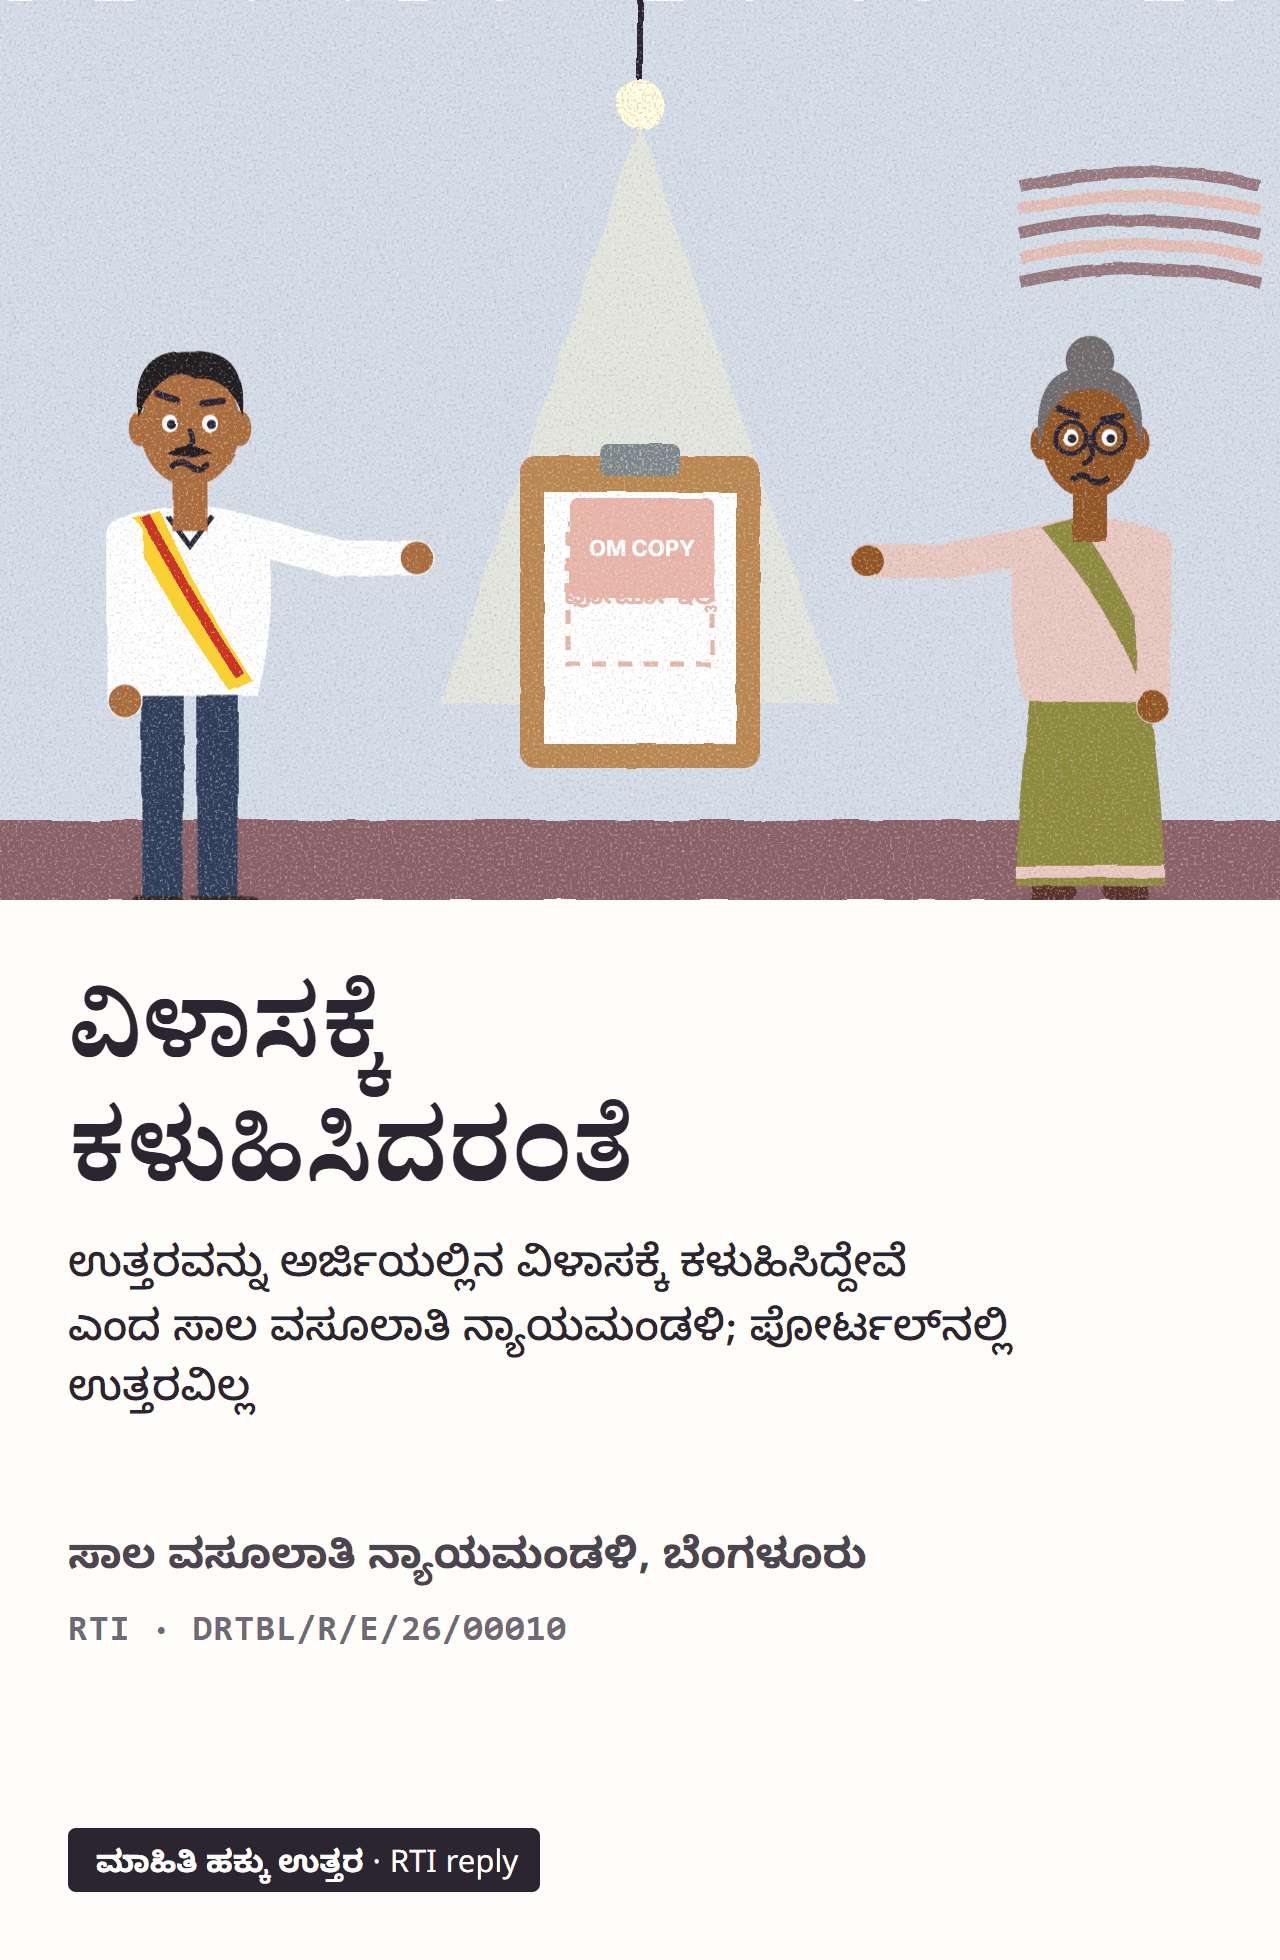 OM COPY
ವಿಳಾಸಕ್ಕೆ
ಕಳುಹಿಸಿದರಂತೆ
ಉತ್ತರವನ್ನು ಅರ್ಜಿಯಲ್ಲಿನ ವಿಳಾಸಕ್ಕೆ ಕಳುಹಿಸಿದ್ದೇವೆ
ಎಂದ ಸಾಲ ವಸೂಲಾತಿ ನ್ಯಾಯಮಂಡಳಿ; ಪೋರ್ಟಲ್‌ನಲ್ಲಿ
ಉತ್ತರವಿಲ್ಲ
ಸಾಲ ವಸೂಲಾತಿ ನ್ಯಾಯಮಂಡಳಿ, ಬೆಂಗಳೂರು
RTI · DRTBL/R/E/26/00010
ಮಾಹಿತಿ ಹಕ್ಕು ಉತ್ತರ · RTI reply